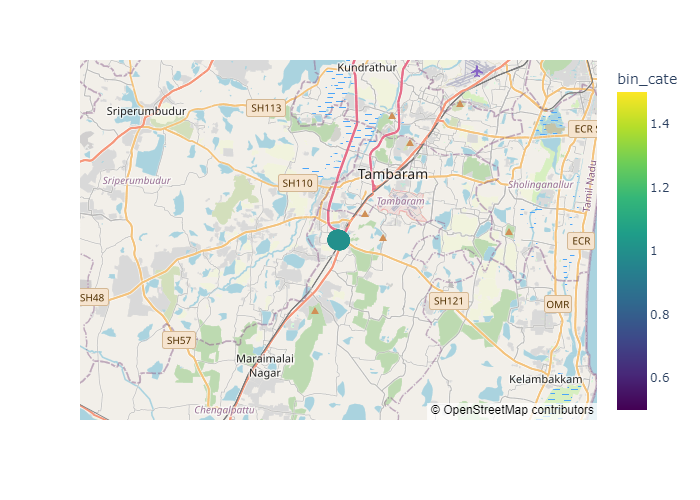 bin_cate
Kundrathur
SH113
Sriperumbudur
ECR S
1.4
Tambaram
SH110
Sriperumbudur
Sholinganallur
Tamil Nadu
1.2
Tambaram
ECR
1
SH48
SH121
OMR
0.8
SH57
Maraimalai
Nagar
Kelambakkam
0.6
Chengalpattu
© OpenStreetMap contributors